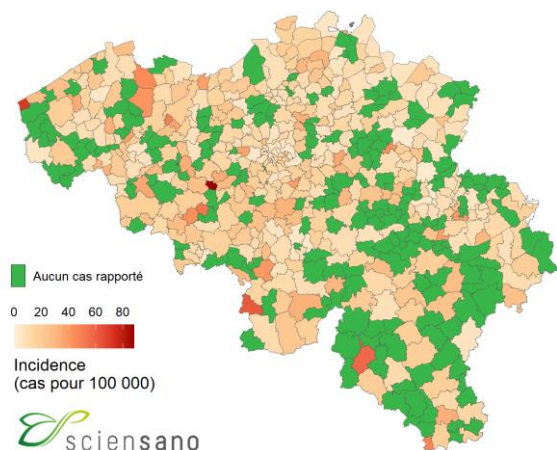 Aucun cas rapporté
0 20 40 60 80
Incidence
(cas pour 100 000)
sciensano